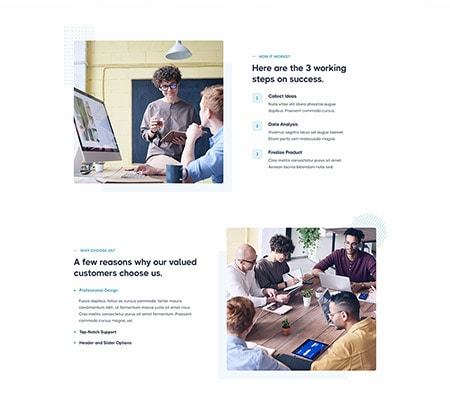 HOW IT WORKS?
Here are the 3 working
steps on success.
1
Collect Ideas
Nulla vitae elit libero pharetra augue
dapibus. Praesent commodo cursus.
2
Data Analysis
Vivamus sagittis lacus vel augue laoreet.
Etiam porta sem malesuada magna.
3
Finalize Product
Cras mattis consectetur purus sit amet.
Aenean lacinia bibendum nulla sed.
WHY CHOOSE US?
A few reasons why our valued
customers choose us.
Professional Design
Fusce dapibus, tellus ac cursus commodo, tortor mauris
condimentum nibh, ut fermentum massa justo sit amet risus.
Cras mattis consectetur purus sit amet fermentum. Praesent
commodo cursus magna, vel.
Top-Notch Support
Header and Slider Options